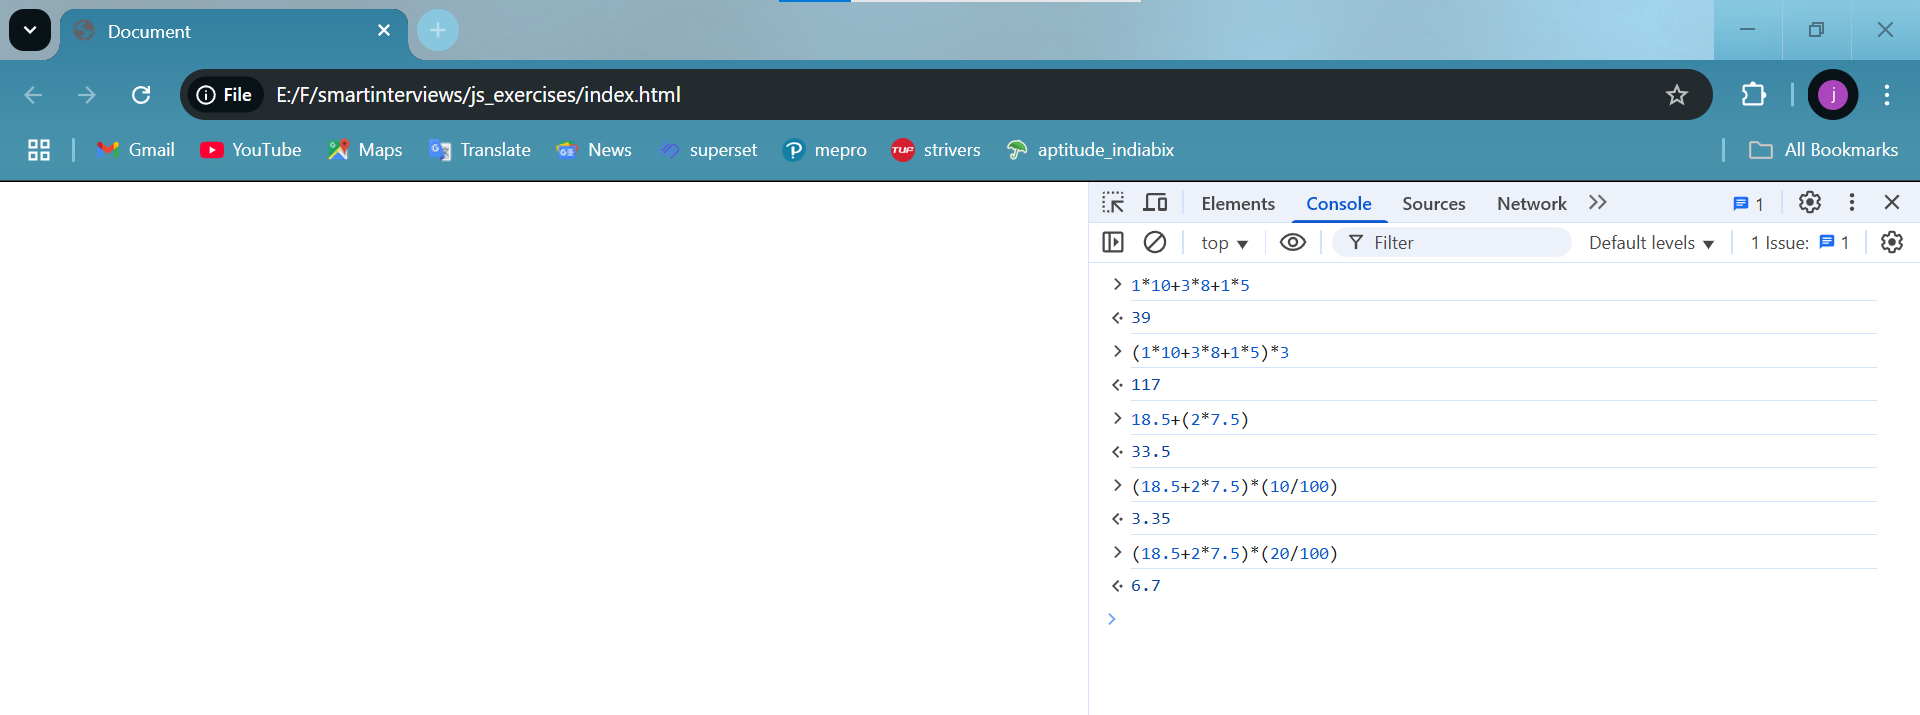 Document
File E:/F/smartinterviews/js_exercises/index.html
j
Gmail YouTube Maps Translate News superset mepro TUF strivers aptitude_indiabix All Bookmarks
Elements Console Sources Network 1
top Filter Default levels 1 Issue: 1
> 1*10+3*8+1*5
39
> (1*10+3*8+1*5)*3
117
> 18.5+(2*7.5)
33.5
> (18.5+2*7.5)*(10/100)
3.35
> (18.5+2*7.5)*(20/100)
6.7
>